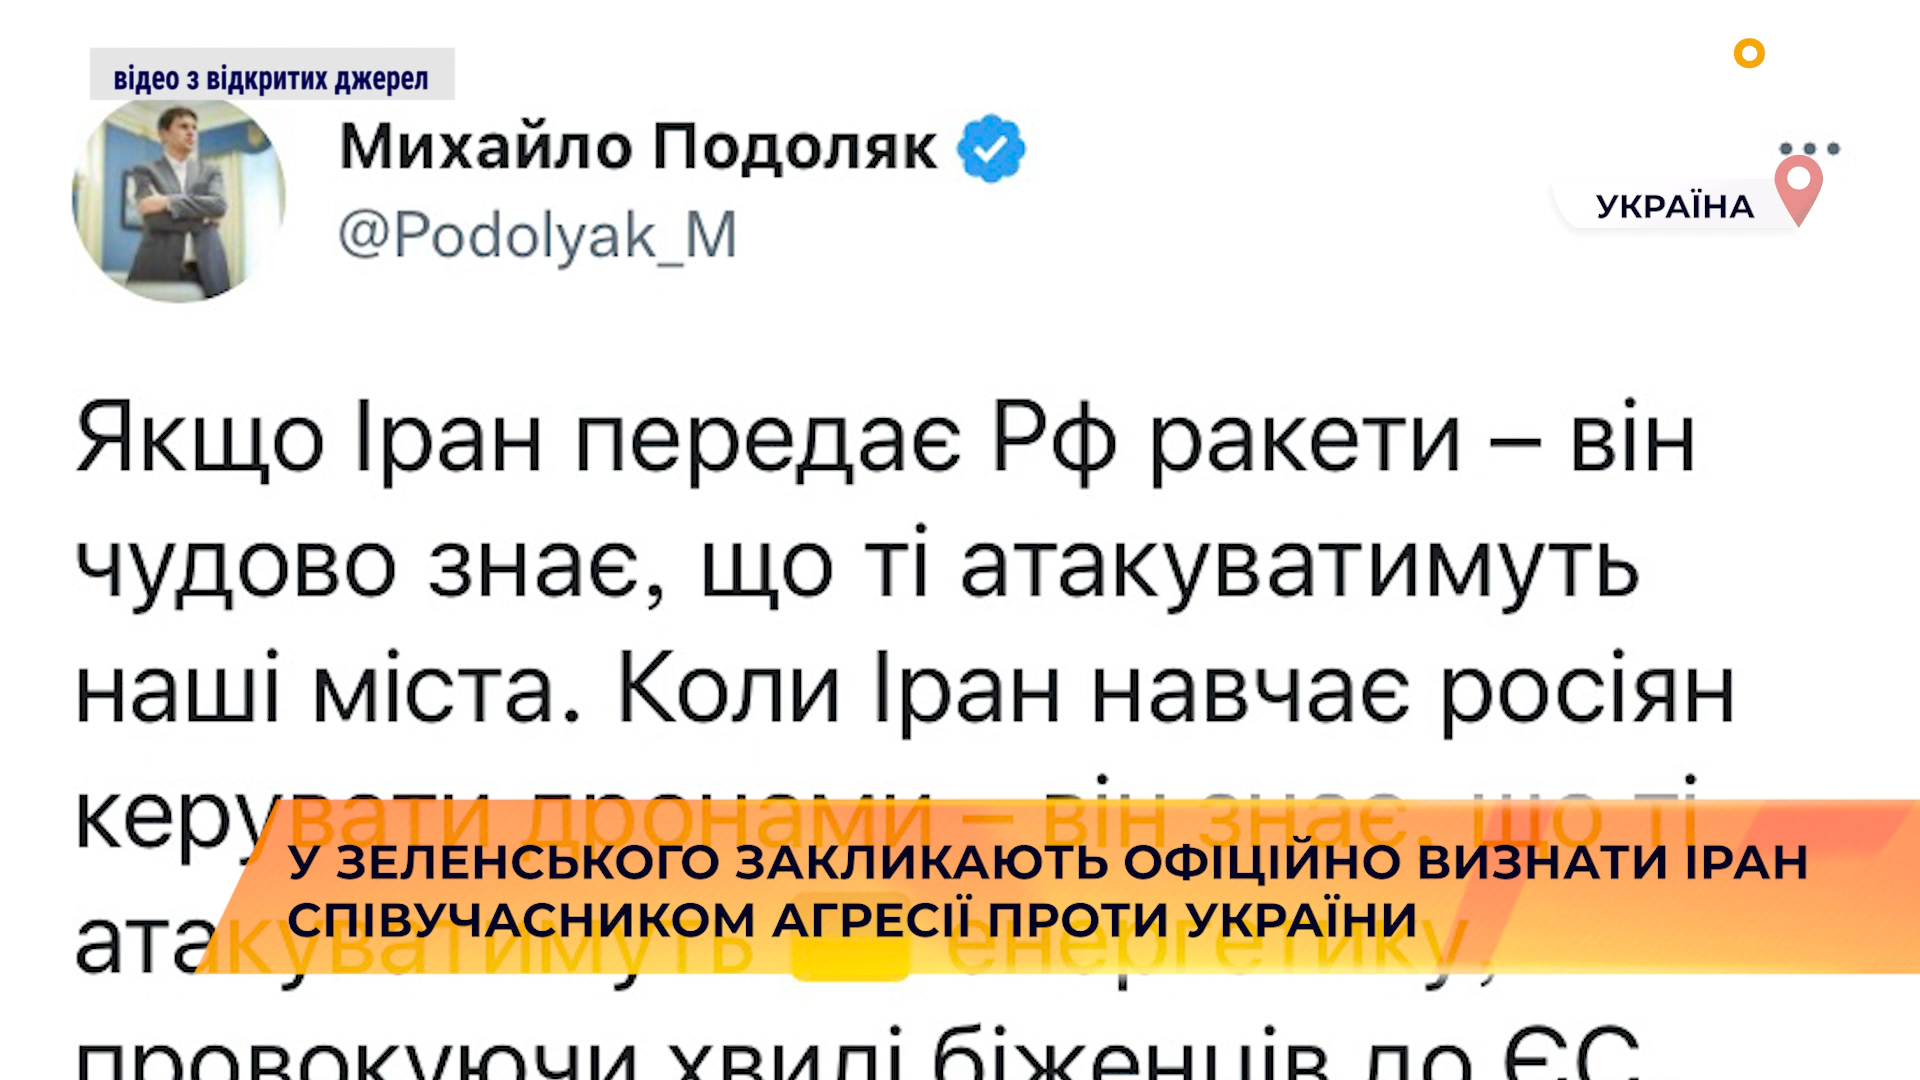 відео з відкритих джерел
Михайло Подоляк
@Podolyak_M
УКРАЇНА
Якщо Іран передає Рф ракети – він
чудово знає, що ті атакуватимуть
наші міста. Коли Іран навчає росіян
керувати дронами – він знає, що ті
атакуватимуть енергетику,
провокуючи хвилі біженців до ЄС.
У ЗЕЛЕНСЬКОГО ЗАКЛИКАЮТЬ ОФІЦІЙНО ВИЗНАТИ ІРАН
СПІВУЧАСНИКОМ АГРЕСІЇ ПРОТИ УКРАЇНИ